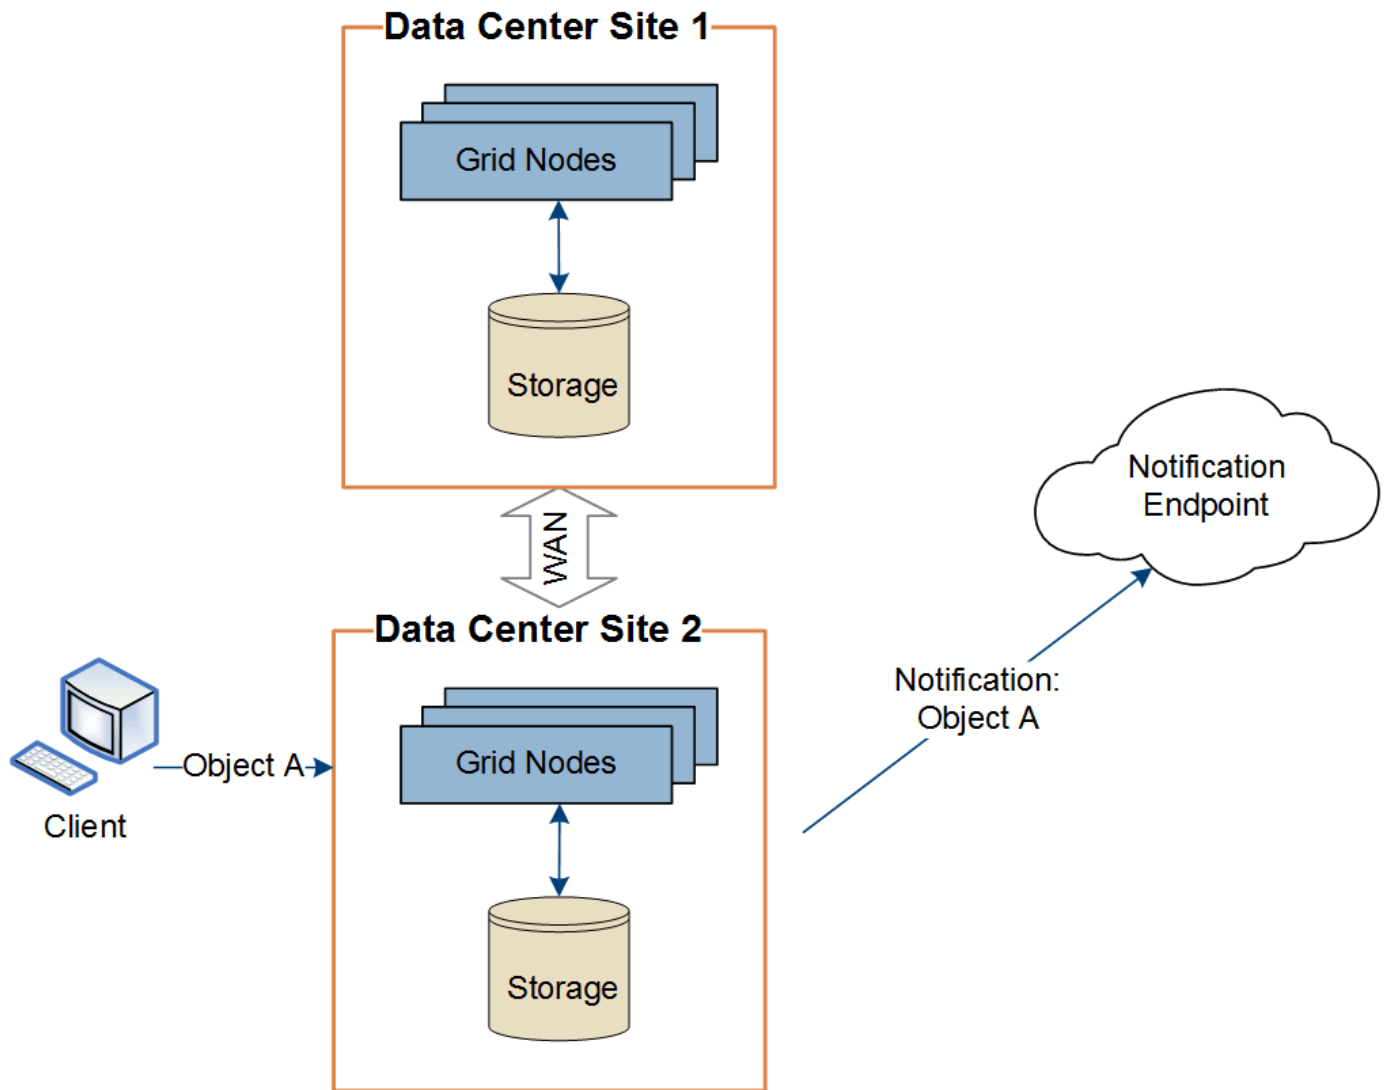 Data Center Site 1
Grid Nodes
Storage
Notification
Endpoint
WAN
Data Center Site 2
Notification:
Object A
Grid Nodes
Object A
Client
Storage